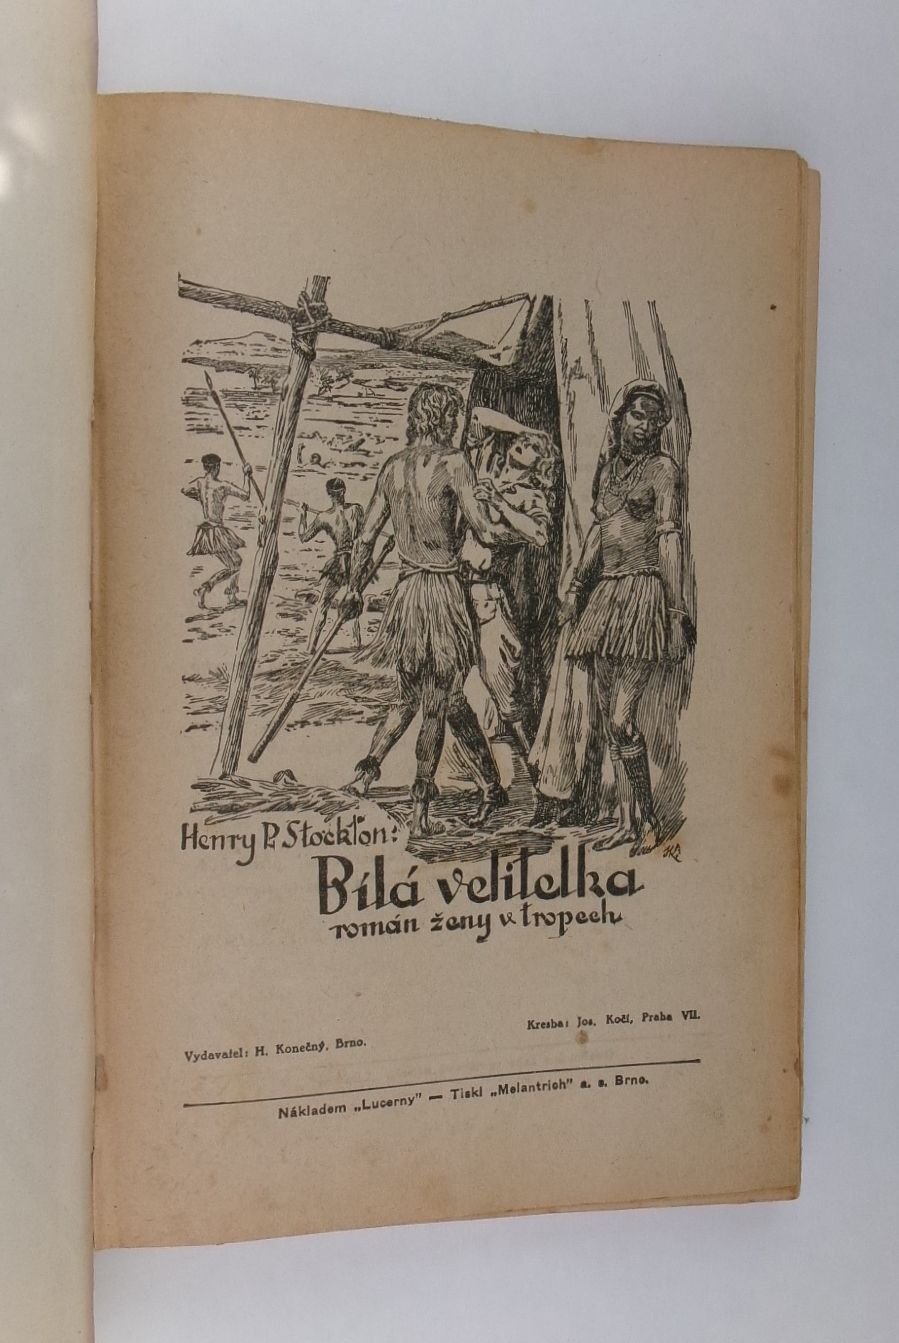 Henry P. Stockton:
Bílá velitelka
román ženy v tropech
Kresba: Jos. Kočí, Praha VII.
Vydavatel: H. Konečný, Brno.
Nákladem „Lucerny” — Tiskl „Melantrich” a. s. Brno.